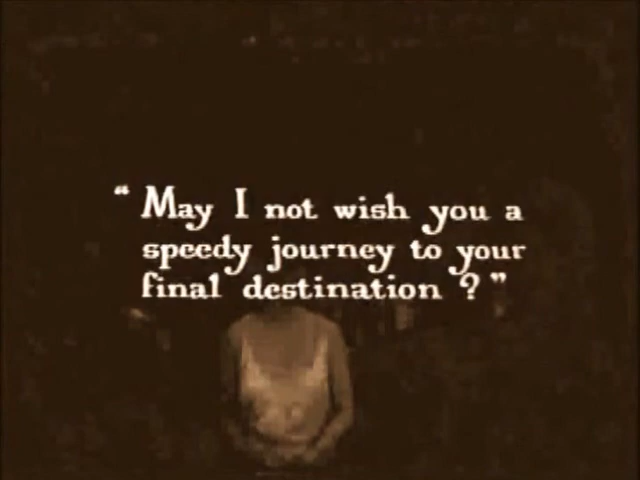 “ May I not wish you a
speedy journey to your
final destination ? ”